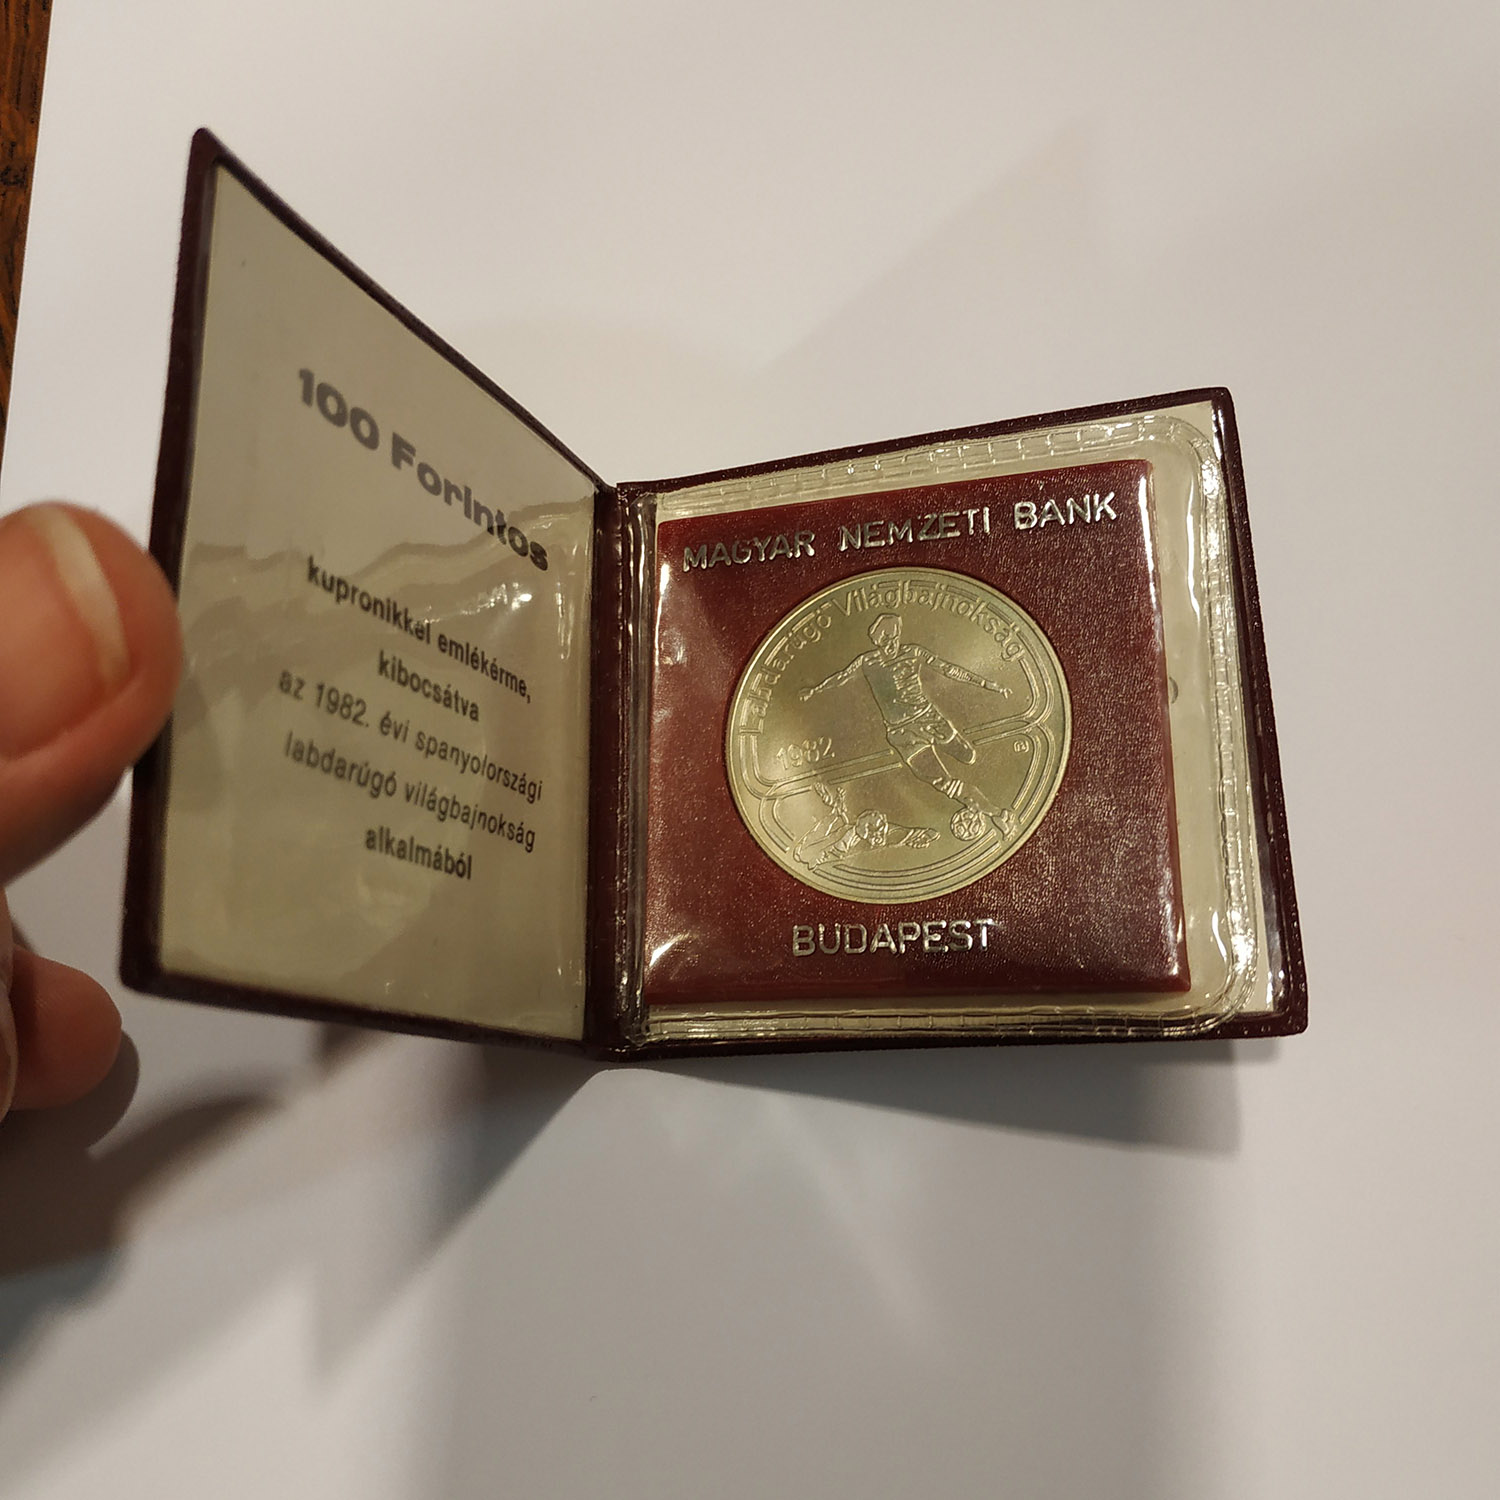 100 Forintos
kupronikkel emlékérme,
kibocsátva
az 1982. évi spanyolországi
labdarúgó világbajnokság
alkalmából
MAGYAR NEMZETI BANK
Labdarúgó Világbajnokság
1982
BUDAPEST